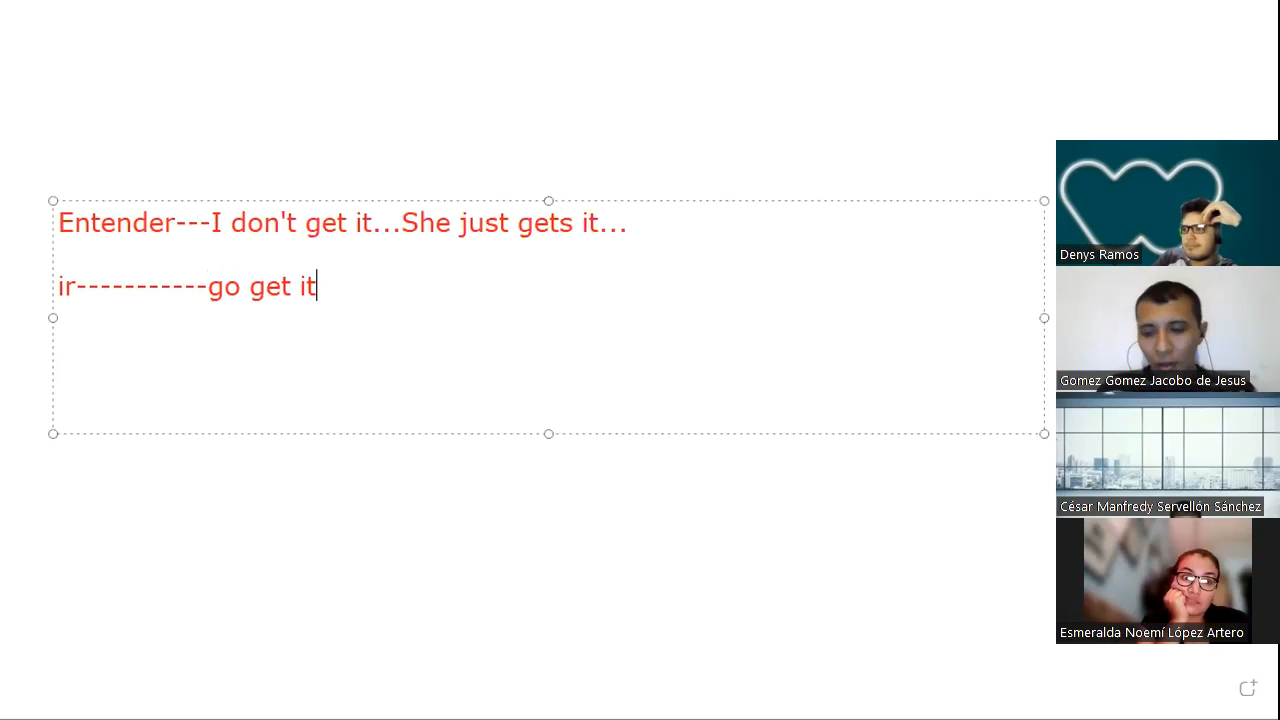 Entender---I don't get it...She just gets it...
ir-----------go get it
Denys Ramos
Gomez Gomez Jacobo de Jesus
César Manfredy Servellón Sánchez
Esmeralda Noemí López Artero